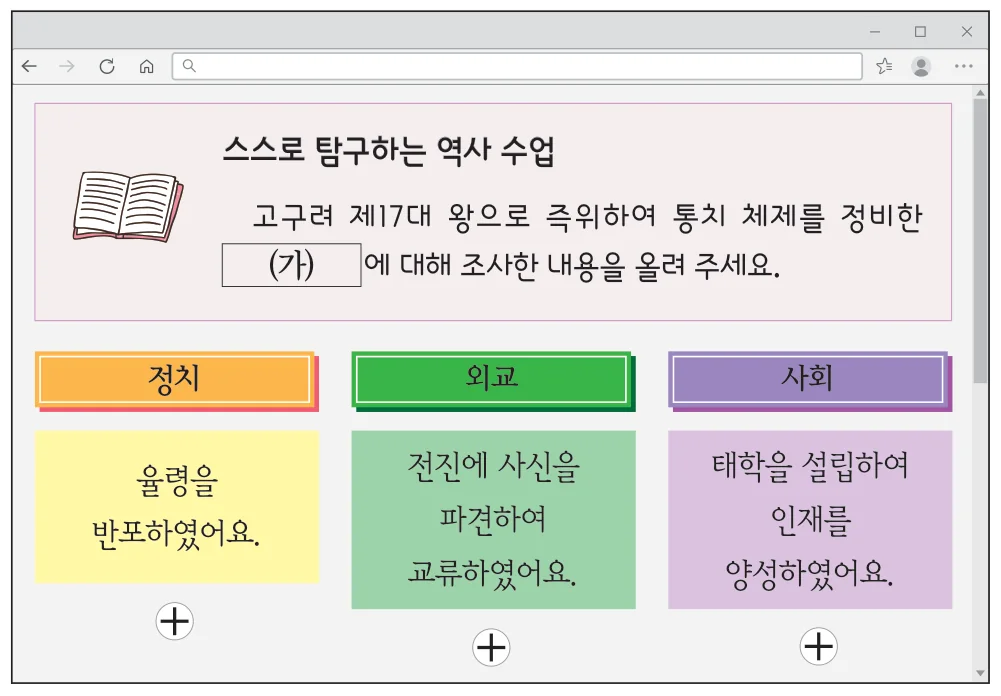 스스로 탐구하는 역사 수업
고구려 제17대 왕으로 즉위하여 통치 체제를 정비한
(가)에 대해 조사한 내용을 올려 주세요.
정치
율령을
반포하였어요.
외교
전진에 사신을
파견하여
교류하였어요.
사회
태학을 설립하여
인재를
양성하였어요.